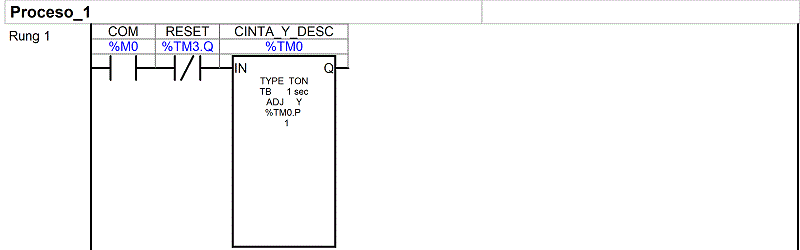 Proceso_1
Rung 1
COM RESET CINTA_Y_DESC
%M0 %TM3.Q %TM0
IN Q
TYPE TON
TB 1 sec
ADJ Y
%TM0.P
1